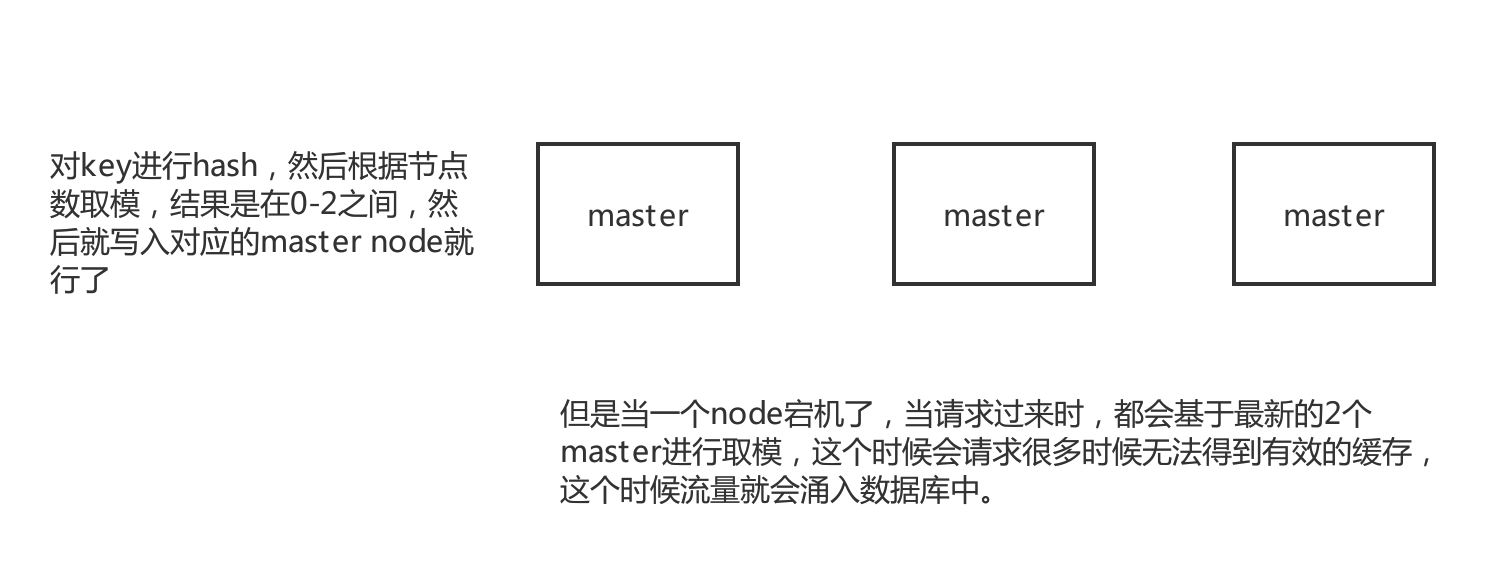 对key进行hash，然后根据节点
数取模，结果是在0-2之间，然
后就写入对应的master node就
行了
master
master
master
但是当一个node宕机了，当请求过来时，都会基于最新的2个
master进行取模，这个时候会请求很多时候无法得到有效的缓存，
这个时候流量就会涌入数据库中。